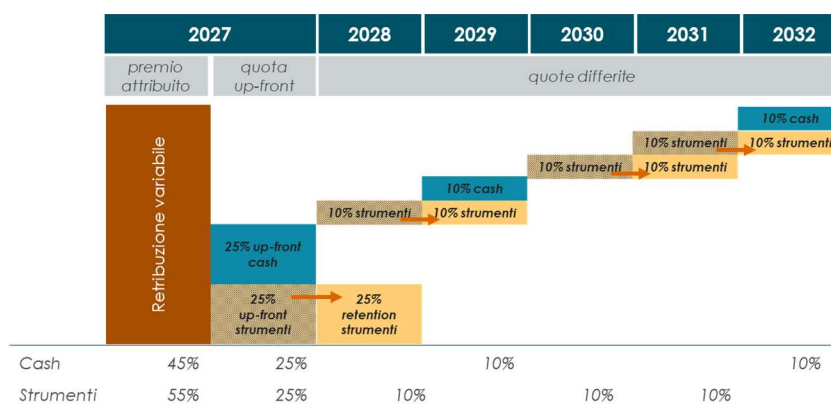 2027 2028 2029 2030 2031 2032
premio attribuito
quota up-front
quote differite
10% cash
10% strumenti 10% strumenti
10% strumenti 10% strumenti
10% cash
10% strumenti 10% strumenti
25% up-front
cash
25%
up-front
strumenti
25%
retention
strumenti
Retribuzione variabile
Cash 45% 25% 10% 10%
Strumenti 55% 25% 10% 10% 10%